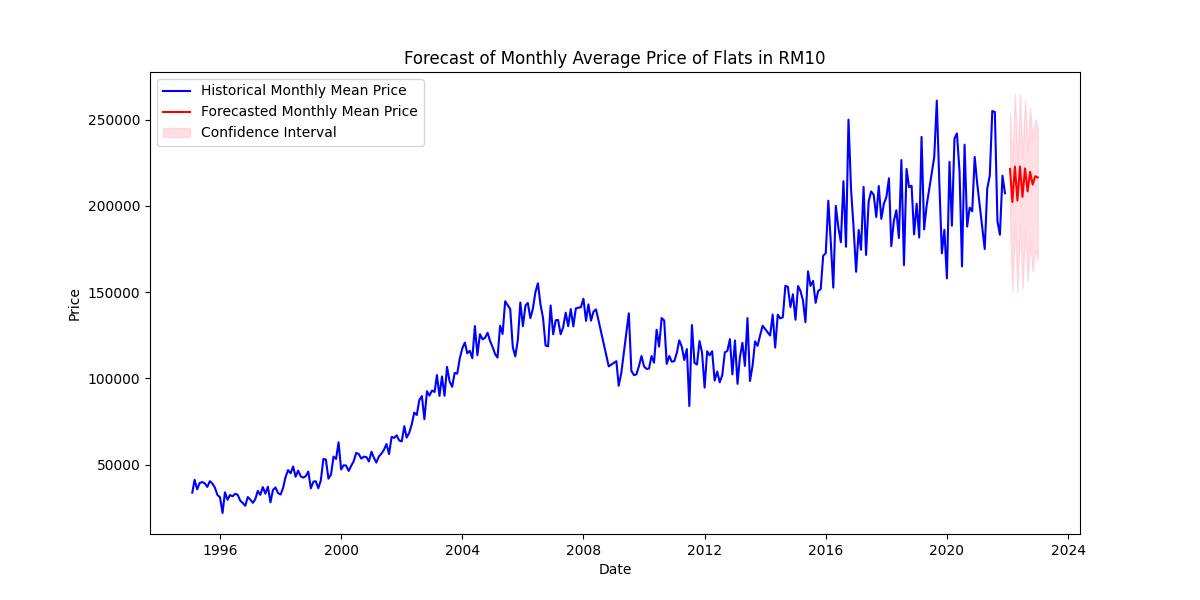 Forecast of Monthly Average Price of Flats in RM10
Historical Monthly Mean Price
Forecasted Monthly Mean Price
Confidence Interval
250000
200000
150000
100000
50000
Price
1996 2000 2004 2008 2012 2016 2020 2024
Date